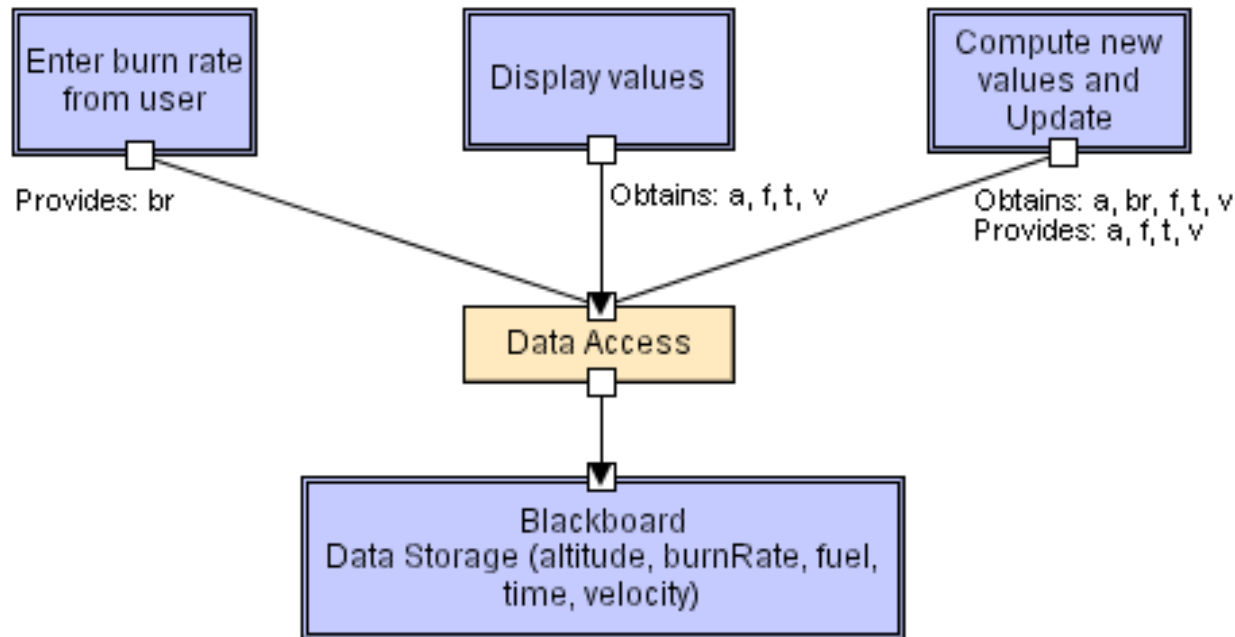 Enter burn rate
from user
Display values
Compute new
values and
Update
Provides: br
Obtains: a, f, t, v
Obtains: a, br, f, t, v
Provides: a, f, t, v
Data Access
Blackboard
Data Storage (altitude, burnRate, fuel,
time, velocity)